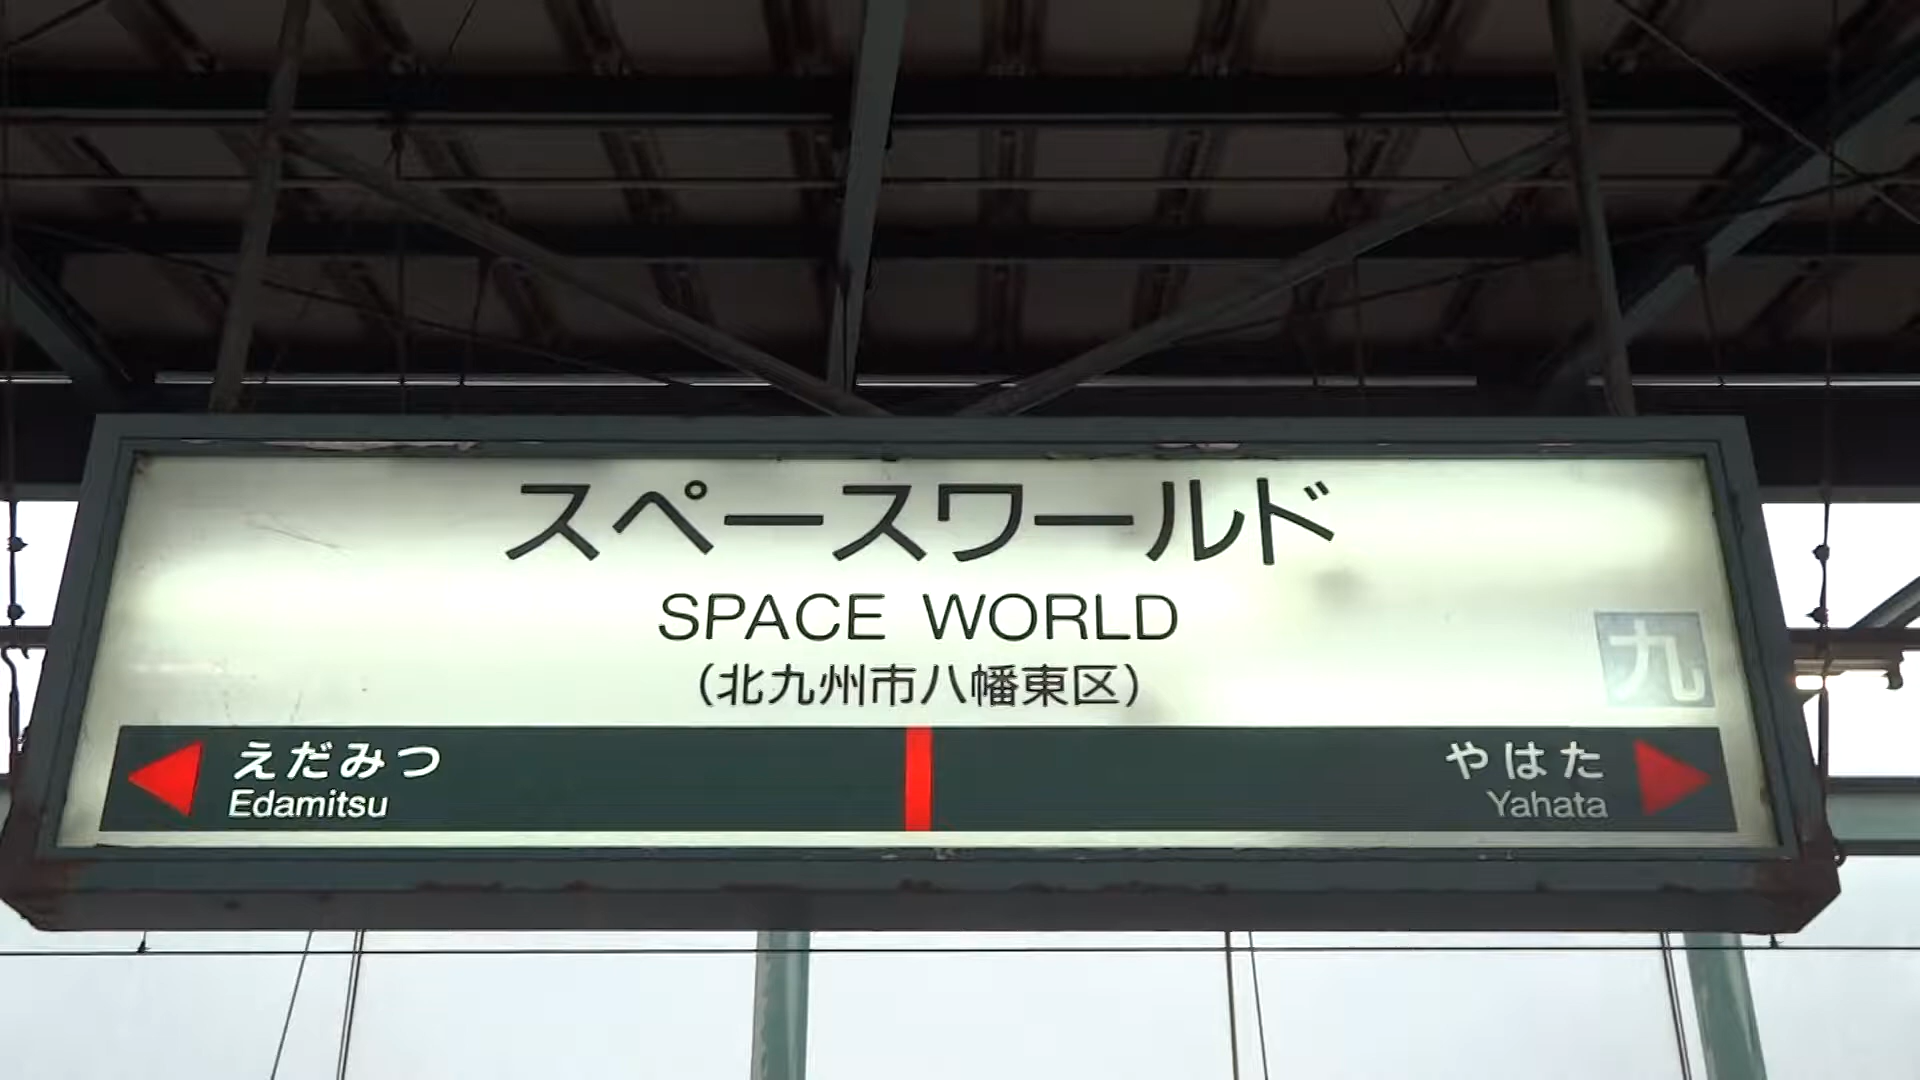 スペースワールド
SPACE WORLD
（北九州市八幡東区）
九
えだみつ
Edamitsu
やはた
Yahata